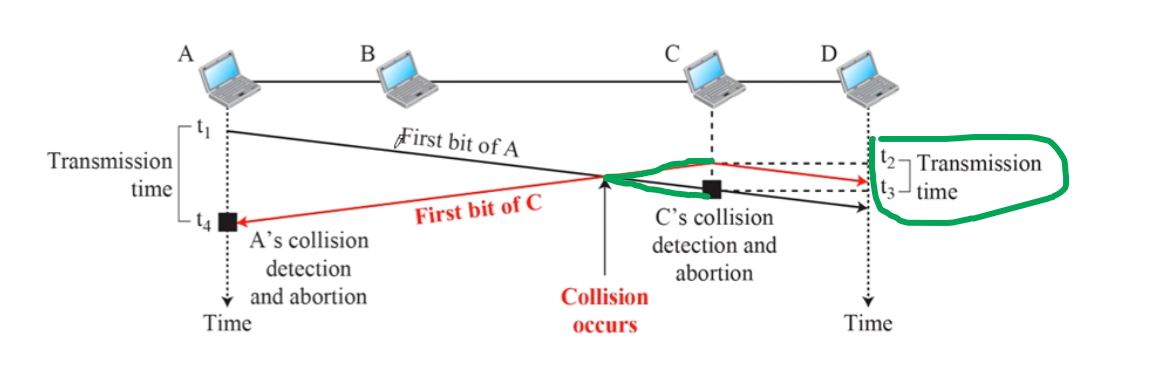 A
B
C
D
t1
First bit of A
Transmission
time
t2
Transmission
t3
time
t4
First bit of C
A's collision
detection
and abortion
C's collision
detection and
abortion
Collision
occurs
Time
Time